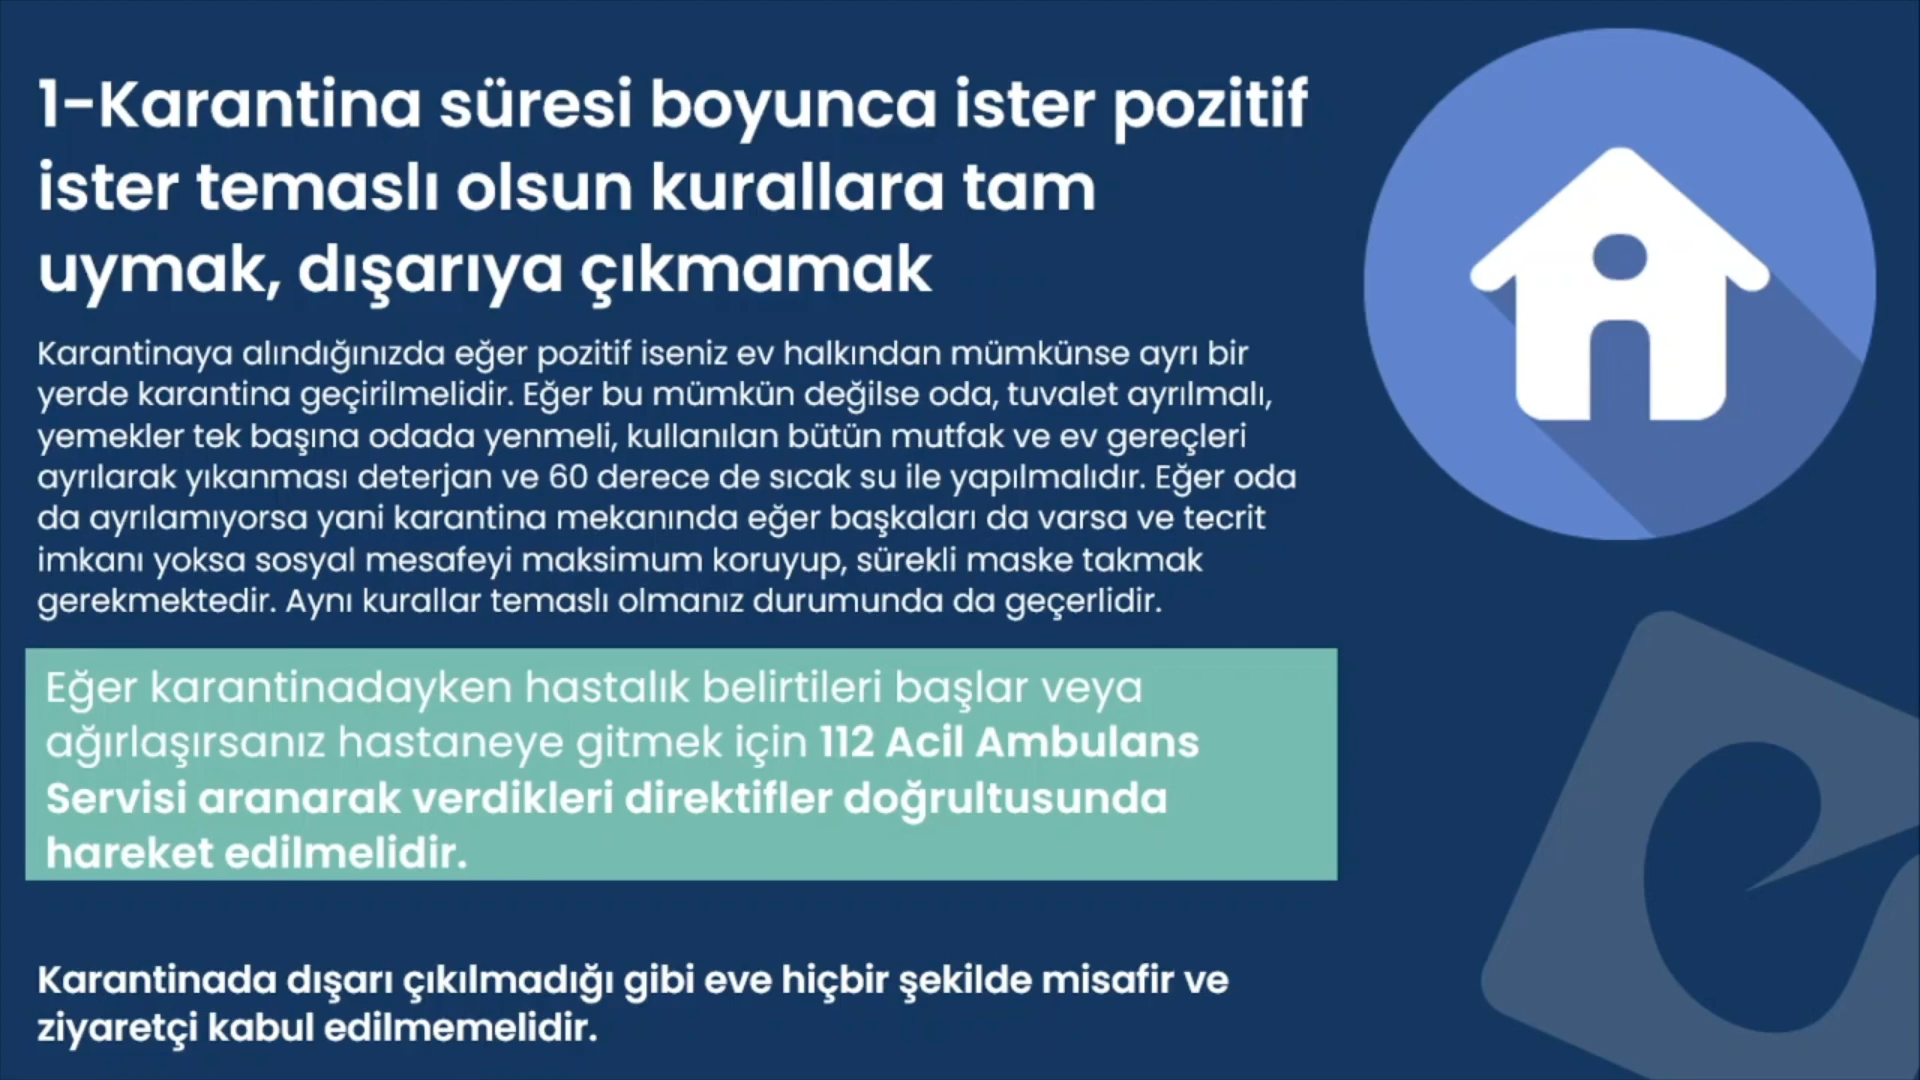 1-Karantina süresi boyunca ister pozitif
ister temaslı olsun kurallara tam
uymak, dışarıya çıkmamak
Karantinaya alındığınızda eğer pozitif iseniz ev halkından mümkünse ayrı bir
yerde karantina geçirilmelidir. Eğer bu mümkün değilse oda, tuvalet ayrılmalı,
yemekler tek başına odada yenmeli, kullanılan bütün mutfak ve ev gereçleri
ayrılarak yıkanması deterjan ve 60 derece de sıcak su ile yapılmalıdır. Eğer oda
da ayrılamıyorsa yani karantina mekanında eğer başkaları da varsa ve tecrit
imkanı yoksa sosyal mesafeyi maksimum koruyup, sürekli maske takmak
gerekmektedir. Aynı kurallar temaslı olmanız durumunda da geçerlidir.
Eğer karantinadayken hastalık belirtileri başlar veya
ağırlaşırsanız hastaneye gitmek için 112 Acil Ambulans
Servisi aranarak verdikleri direktifler doğrultusunda
hareket edilmelidir.
Karantinada dışarı çıkılmadığı gibi eve hiçbir şekilde misafir ve
ziyaretçi kabul edilmemelidir.